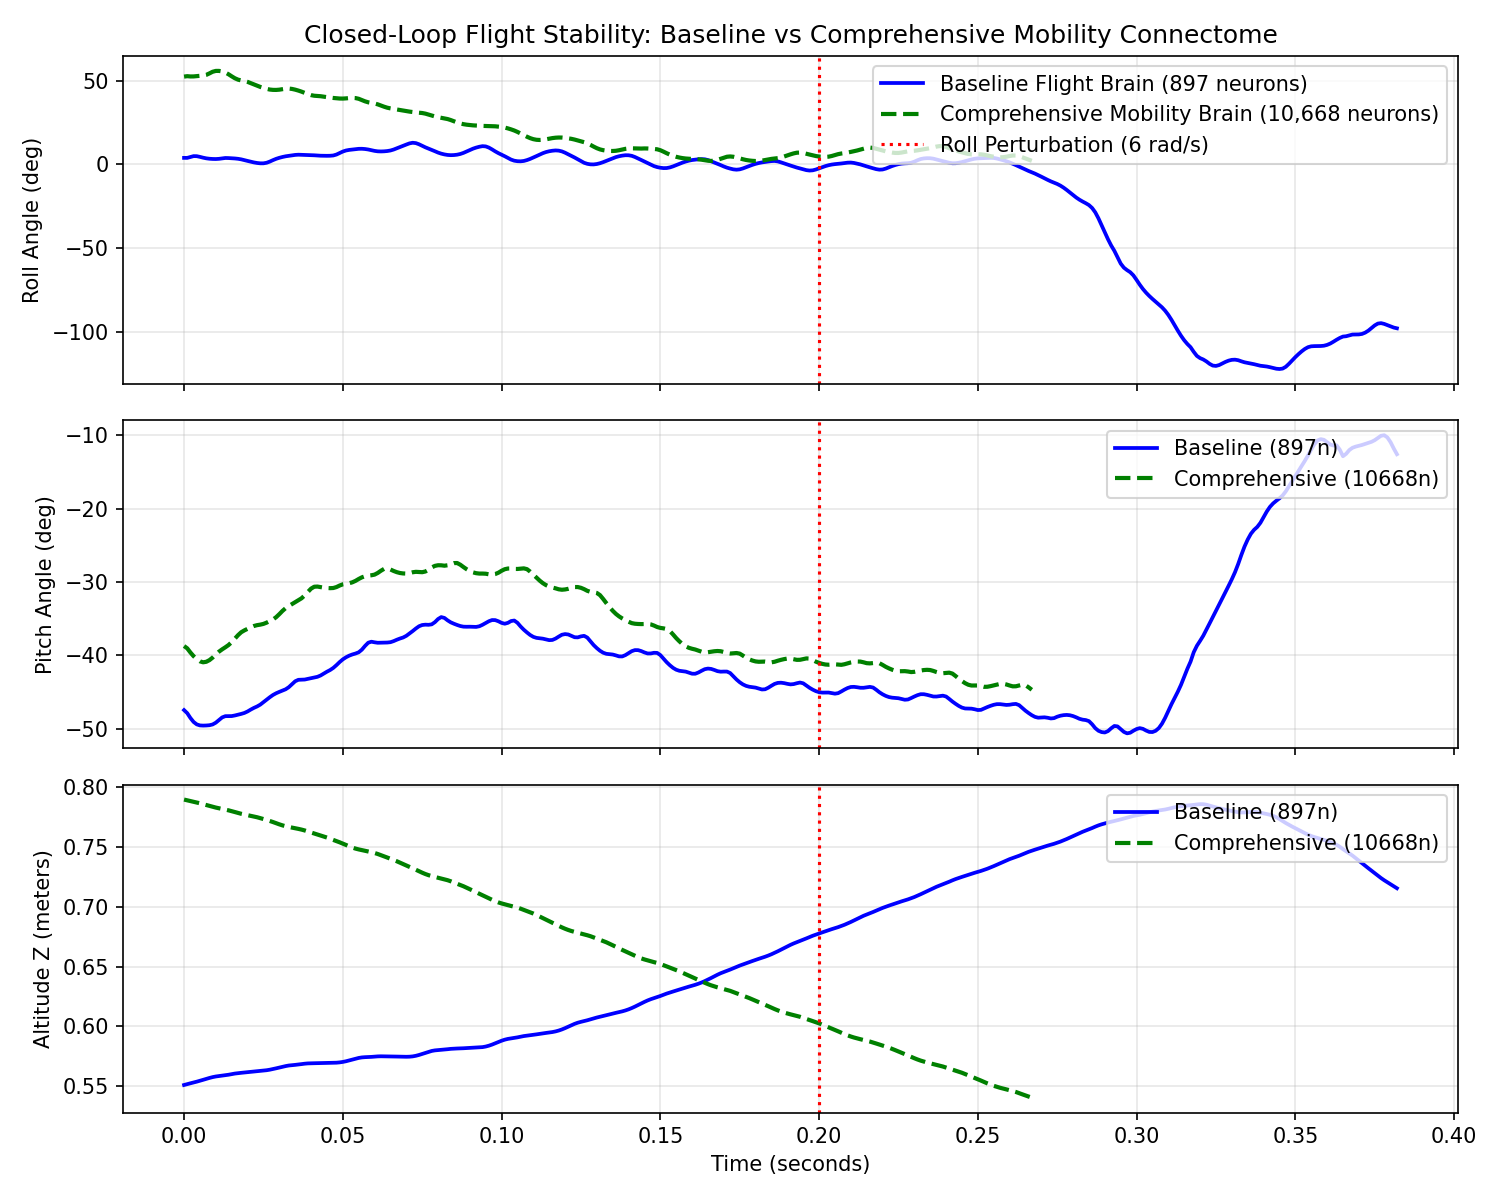 Closed-Loop Flight Stability: Baseline vs Comprehensive Mobility Connectome
Roll Angle (deg)
50
0
−50
−100
Baseline Flight Brain (897 neurons)
Comprehensive Mobility Brain (10,668 neurons)
Roll Perturbation (6 rad/s)
Pitch Angle (deg)
−10
−20
−30
−40
−50
Baseline (897n)
Comprehensive (10668n)
Altitude Z (meters)
0.80
0.75
0.70
0.65
0.60
0.55
Baseline (897n)
Comprehensive (10668n)
0.00 0.05 0.10 0.15 0.20 0.25 0.30 0.35 0.40
Time (seconds)